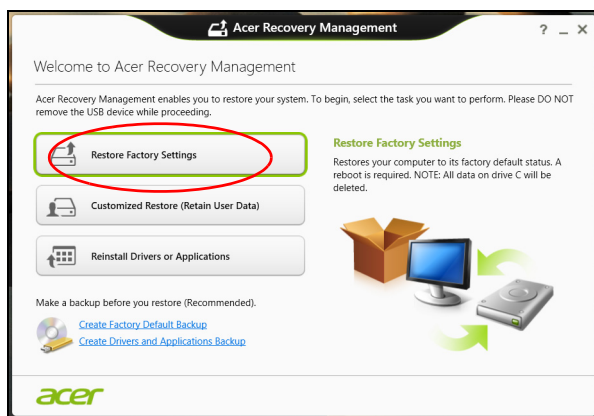 Acer Recovery Management
? _ X
Welcome to Acer Recovery Management
Acer Recovery Management enables you to restore your system. To begin, select the task you want to perform. Please DO NOT
remove the USB device while proceeding.
Restore Factory Settings
Customized Restore (Retain User Data)
Reinstall Drivers or Applications
Restore Factory Settings
Restores your computer to its factory default status. A
reboot is required. NOTE: All data on drive C will be
deleted.
Make a backup before you restore (Recommended).
Create Factory Default Backup
Create Drivers and Applications Backup
acer